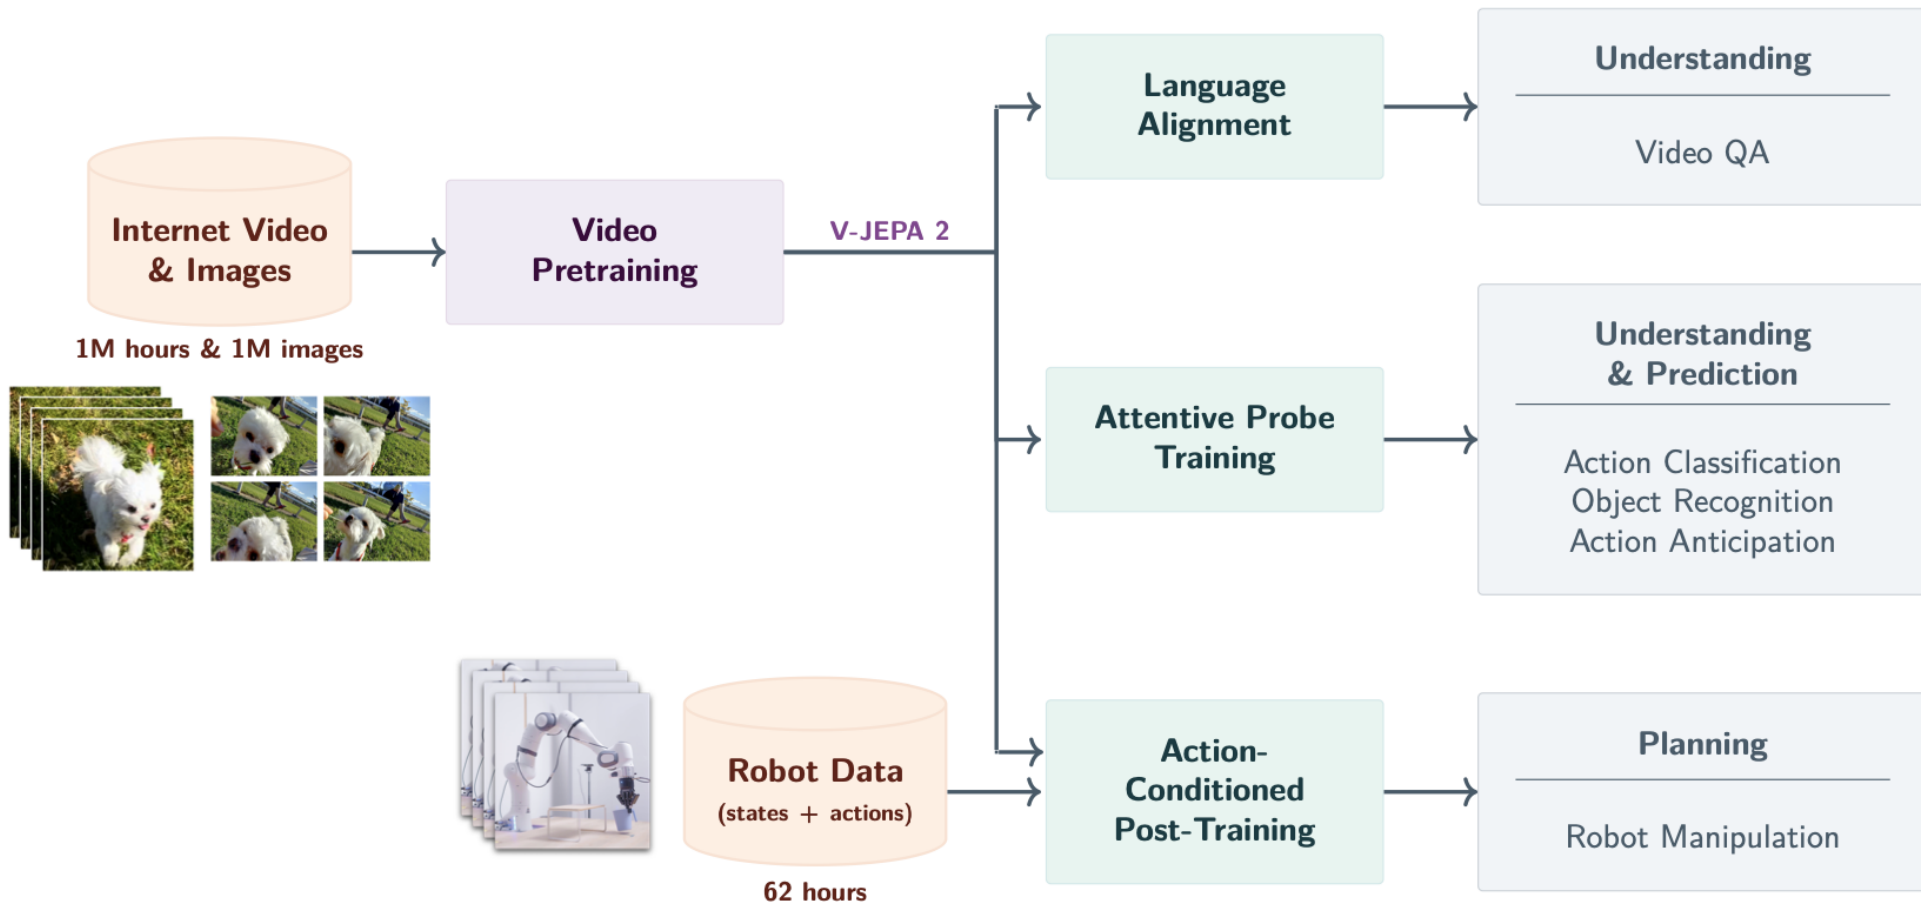 Internet Video
& Images
1M hours & 1M images
Video
Pretraining
V-JEPA 2
Language
Alignment
Understanding
Video QA
Attentive Probe
Training
Understanding
& Prediction
Action Classification
Object Recognition
Action Anticipation
Robot Data
(states + actions)
62 hours
Action-
Conditioned
Post-Training
Planning
Robot Manipulation